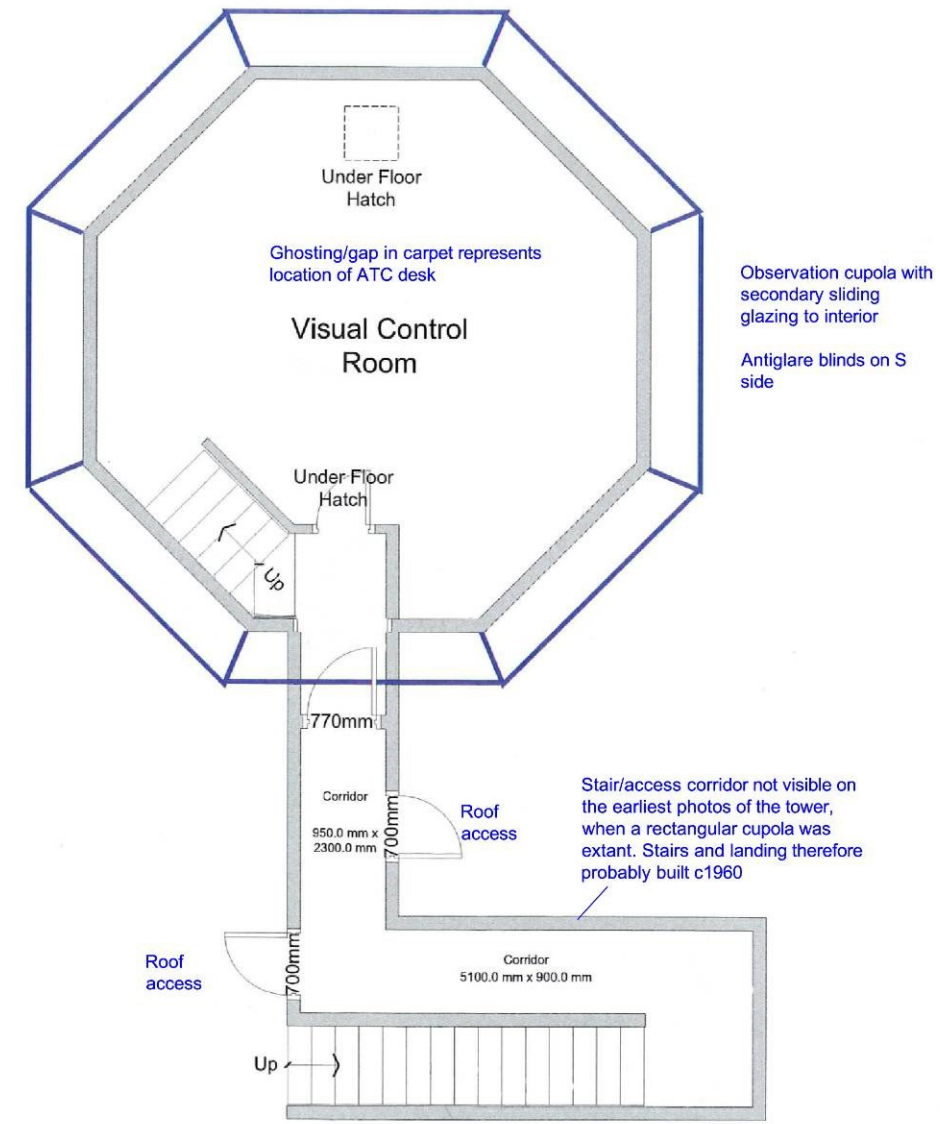 Under Floor
Hatch
Ghosting/gap in carpet represents
location of ATC desk
Visual Control
Room
Observation cupola with
secondary sliding
glazing to interior
Antiglare blinds on S
side
Under Floor
Hatch
Up
770mm
Corridor
950.0 mm x
2300.0 mm
700mm
Roof
access
Stair/access corridor not visible on
the earliest photos of the tower,
when a rectangular cupola was
extant. Stairs and landing therefore
probably built c1960
Roof
access
700mm
Corridor
5100.0 mm x 900.0 mm
Up